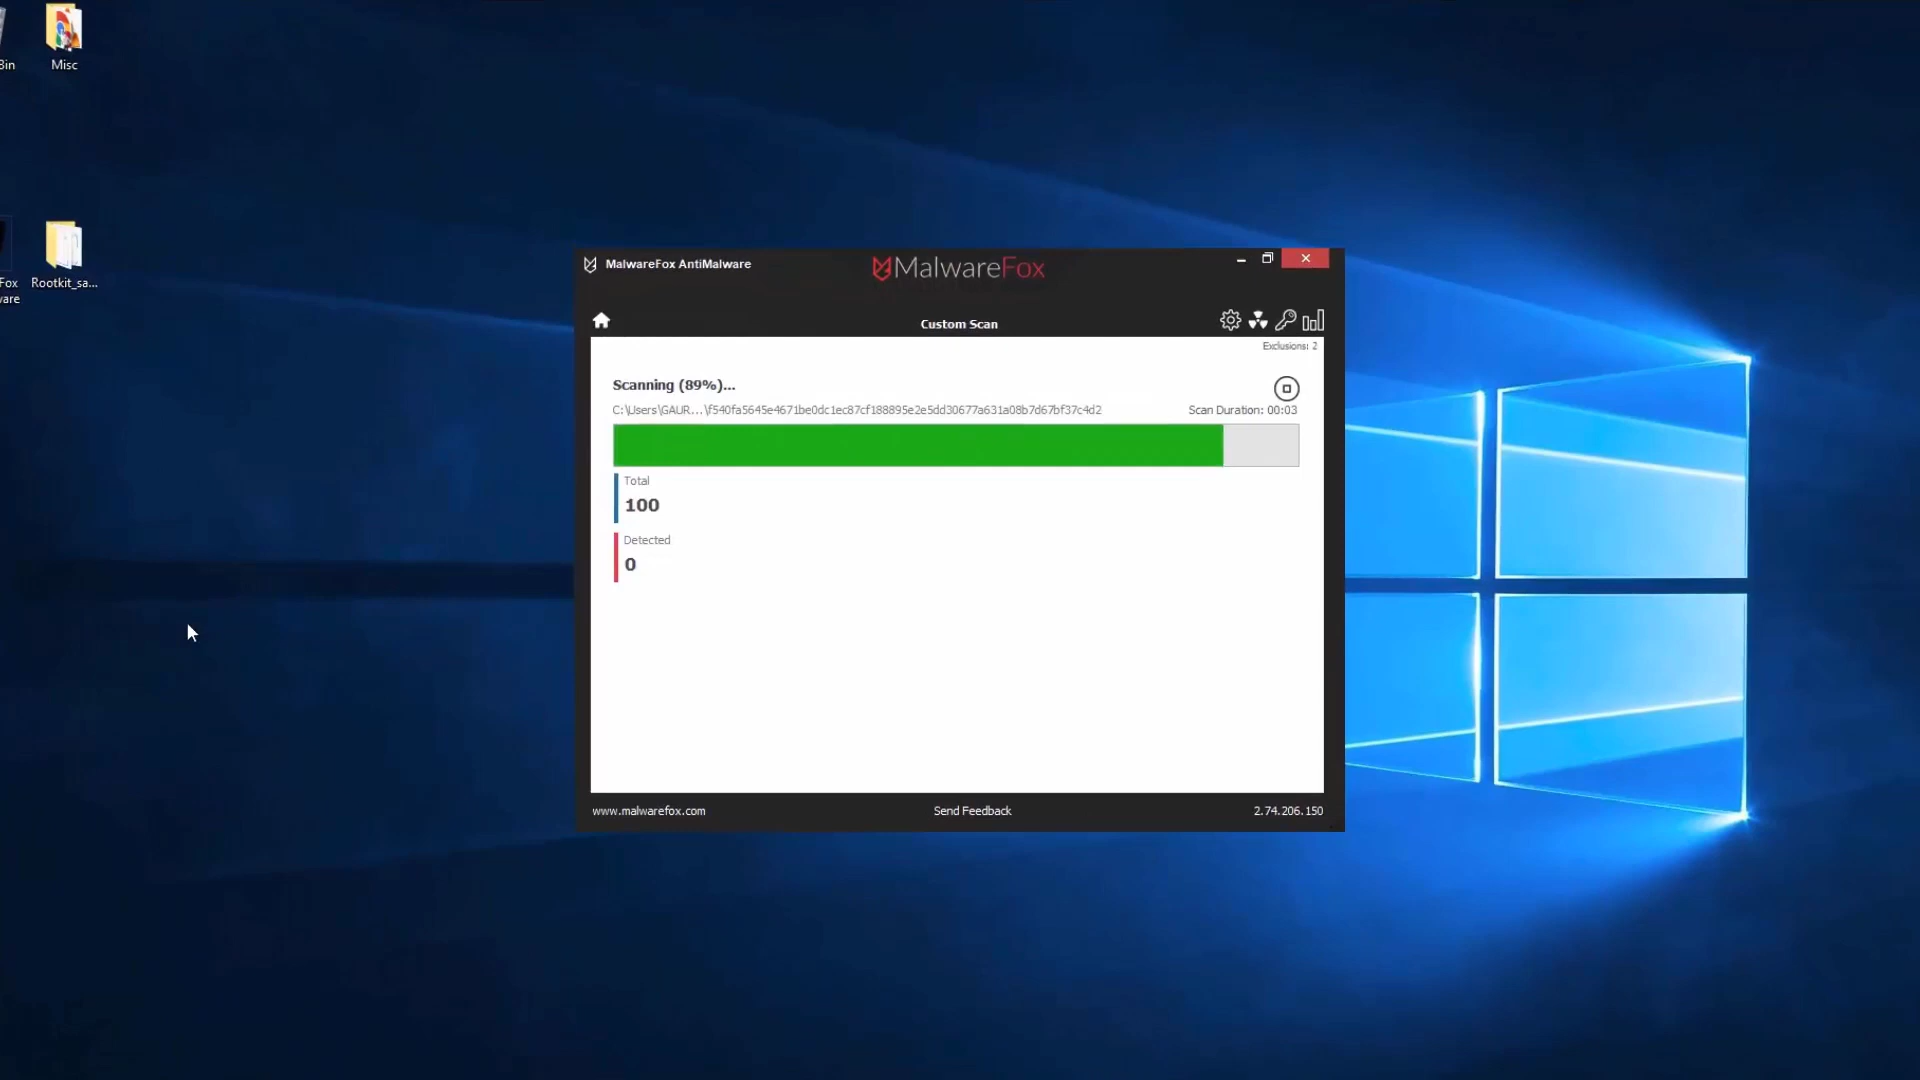 Bin
Misc
Fox
ware
Rootkit_sa...
MalwareFox AntiMalware
MalwareFox
Custom Scan
Exclusions: 2
Scanning (89%)...
C:\Users\GAUR...\f540fa5645e4671be0dc1ec87cf188895e2e5dd30677a631a08b7d67bf37c4d2
Scan Duration: 00:03
Total
100
Detected
0
www.malwarefox.com
Send Feedback
2.74.206.150